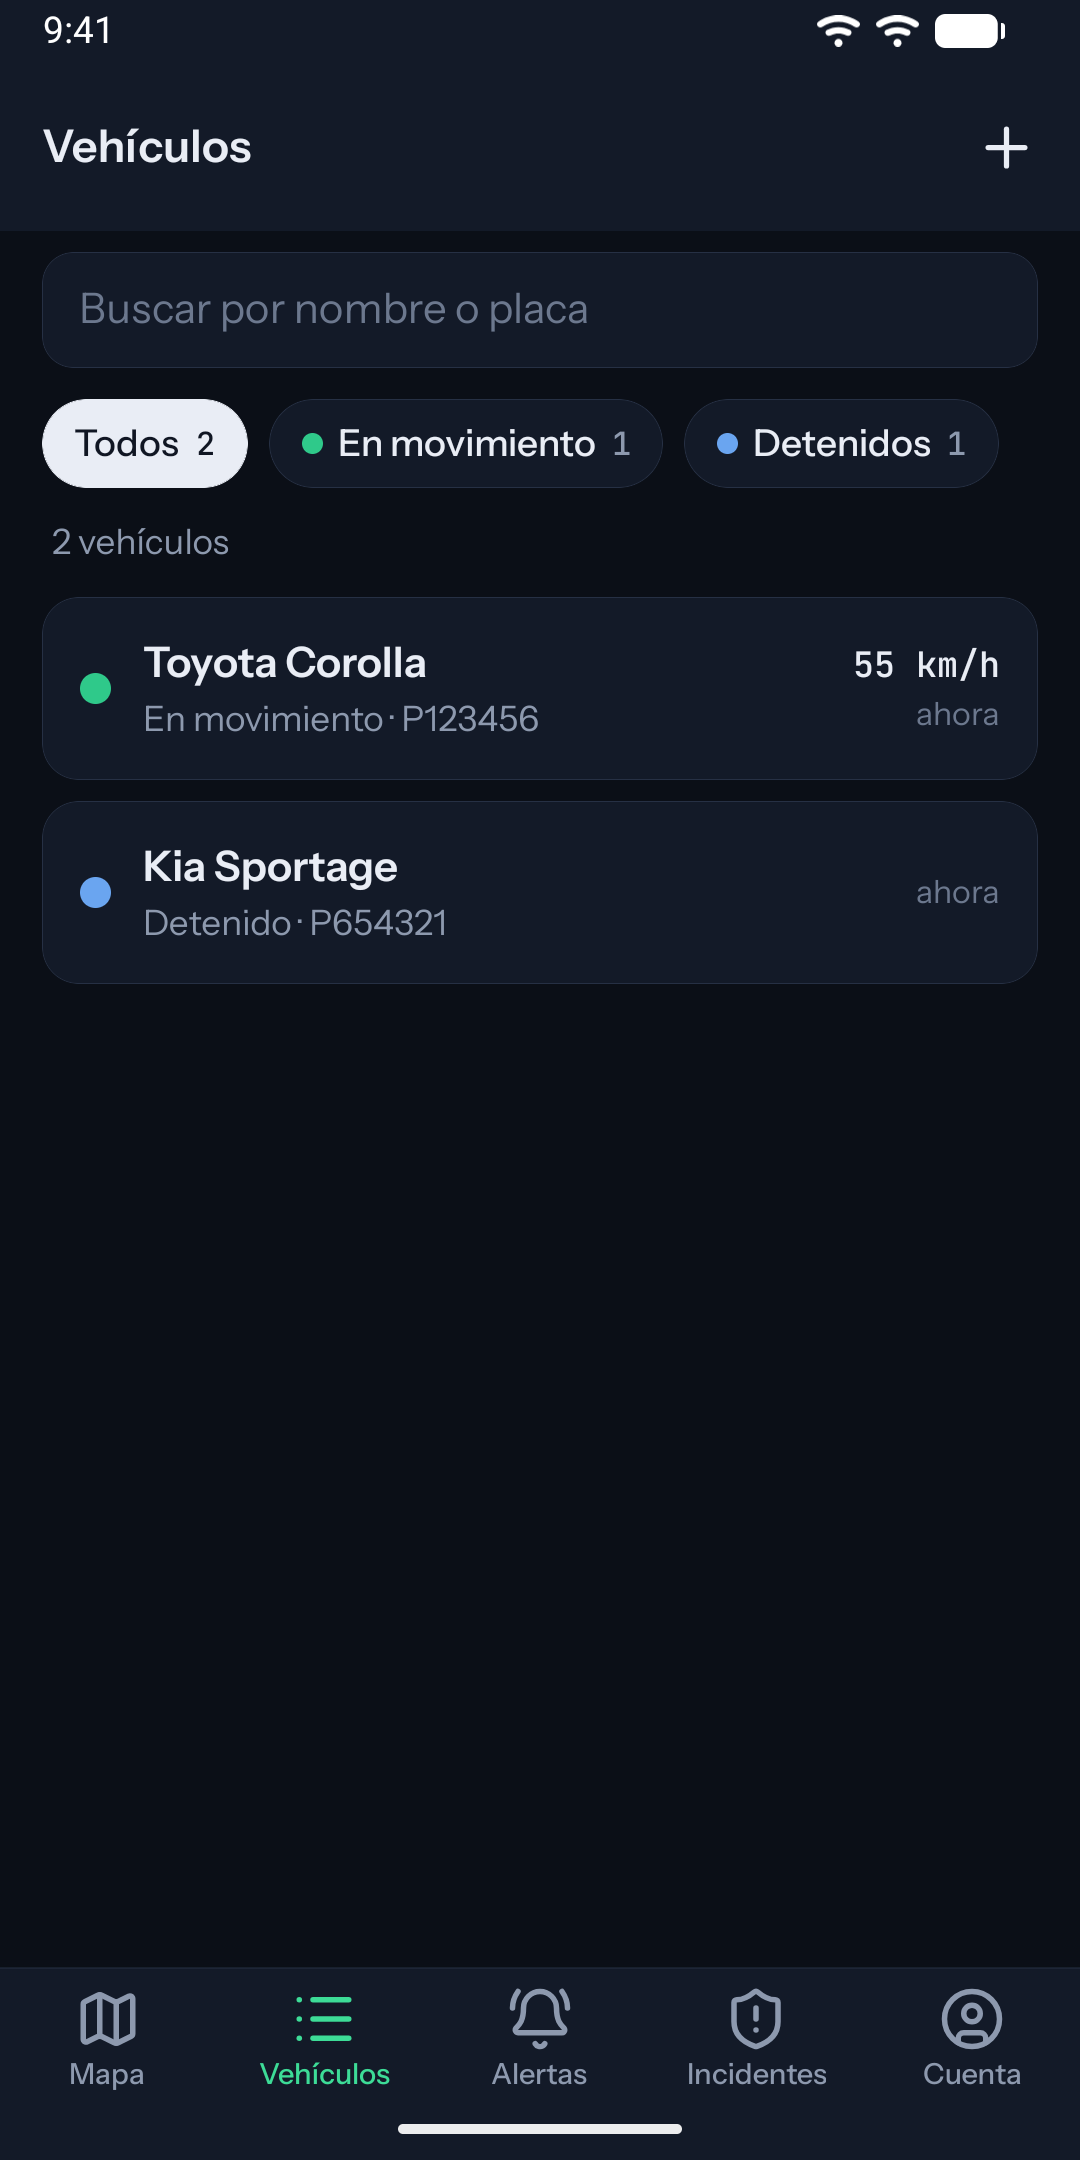 9:41
Vehículos
Buscar por nombre o placa
Todos 2
En movimiento 1
Detenidos 1
2 vehículos
Toyota Corolla
55 km/h
En movimiento · P123456
ahora
Kia Sportage
Detenido · P654321
ahora
Mapa
Vehículos
Alertas
Incidentes
Cuenta